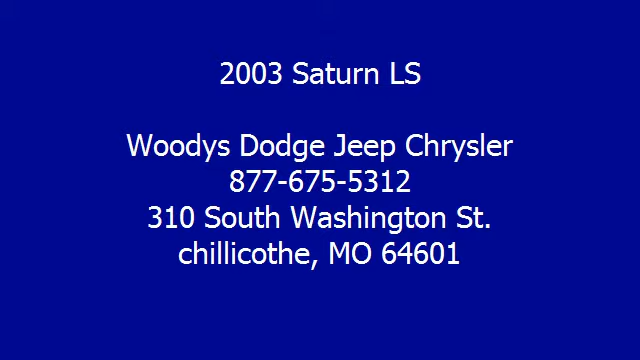 2003 Saturn LS
Woodys Dodge Jeep Chrysler
877-675-5312
310 South Washington St.
chillicothe, MO 64601